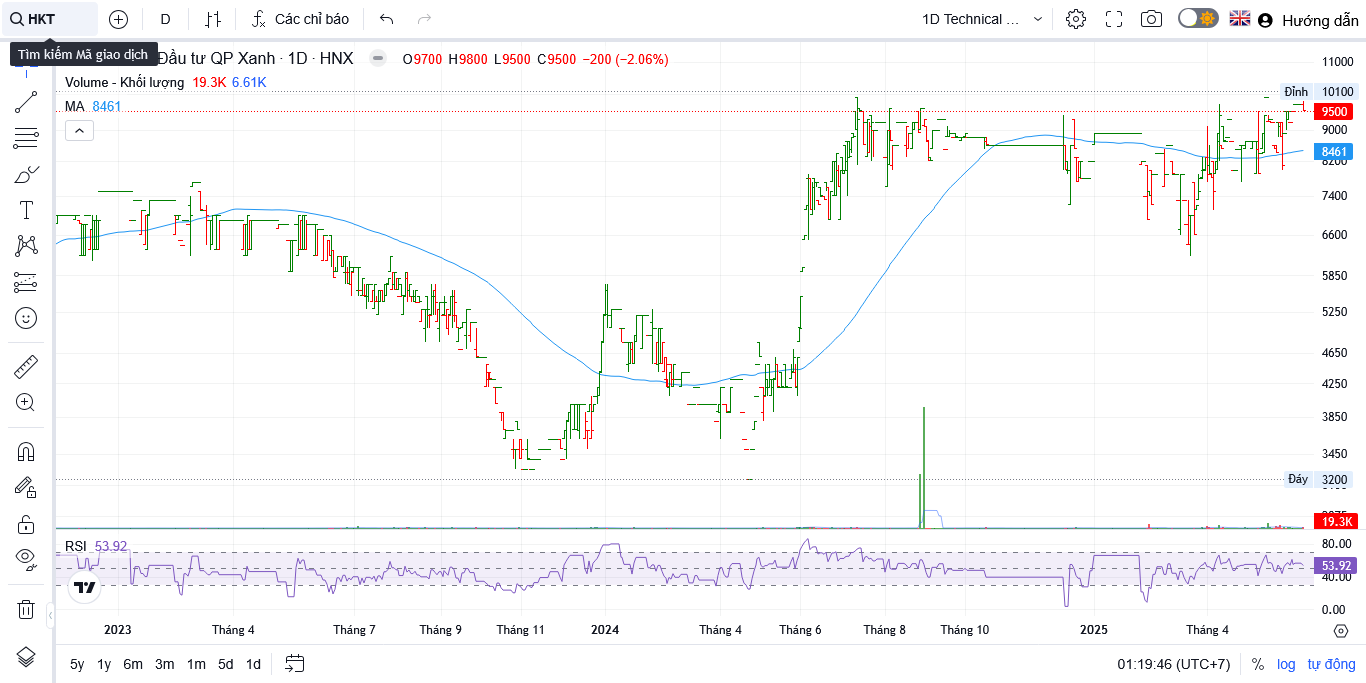 HKT
D
Các chỉ báo
1D Technical ...
Hướng dẫn
Tìm kiếm Mã giao dịch
Đầu tư QP Xanh · 1D · HNX
O9700 H9800 L9500 C9500 −200 (−2.06%)
Volume - Khối lượng 19.3K 6.61K
MA 8461
11000
Đỉnh 10100
9500
9000
8461
8200
7400
6600
5850
5250
4650
4250
3850
3450
Đáy 3200
19.3K
RSI 53.92
80.00
53.92
40.00
0.00
2023 Tháng 4 Tháng 7 Tháng 9 Tháng 11 2024 Tháng 4 Tháng 6 Tháng 8 Tháng 10 2025 Tháng 4
5y 1y 6m 3m 1m 5d 1d
01:19:46 (UTC+7) % log tự động